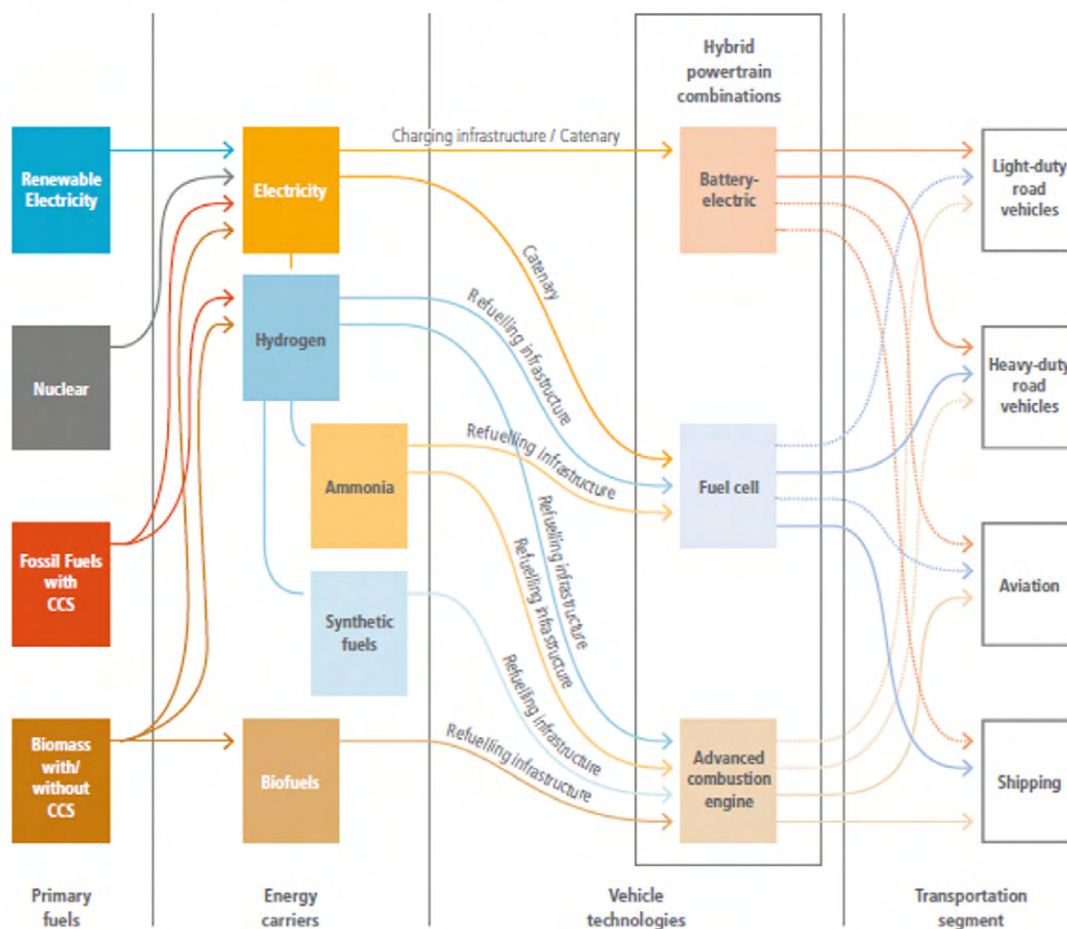 Hybrid
powertrain
combinations
Renewable
Electricity
Nuclear
Fossil Fuels
with
CCS
Biomass
with/
without
CCS
Electricity
Hydrogen
Ammonia
Synthetic
fuels
Biofuels
Charging infrastructure / Catenary
Catenary
Refuelling infrastructure
Refuelling infrastructure
Refuelling infrastructure
Refuelling infrastructure
Refuelling infrastructure
Refuelling infrastructure
Battery-
electric
Fuel cell
Advanced
combustion
engine
Light-duty
road
vehicles
Heavy-duty
road
vehicles
Aviation
Shipping
Primary
fuels
Energy
carriers
Vehicle
technologies
Transportation
segment